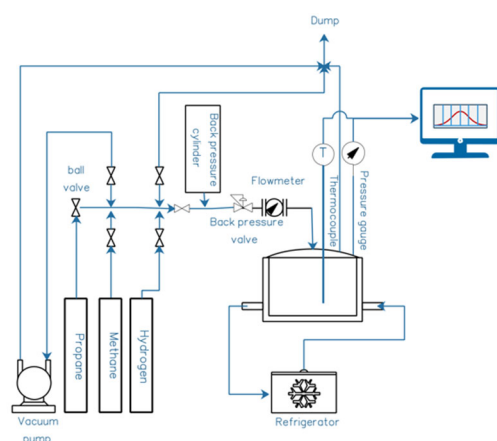 Dump
Back pressure
cylinder
ball
valve
Flowmeter
Back pressure
valve
T
Thermocouple
Pressure gauge
Propane
Methane
Hydrogen
Vacuum
pump
Refrigerator